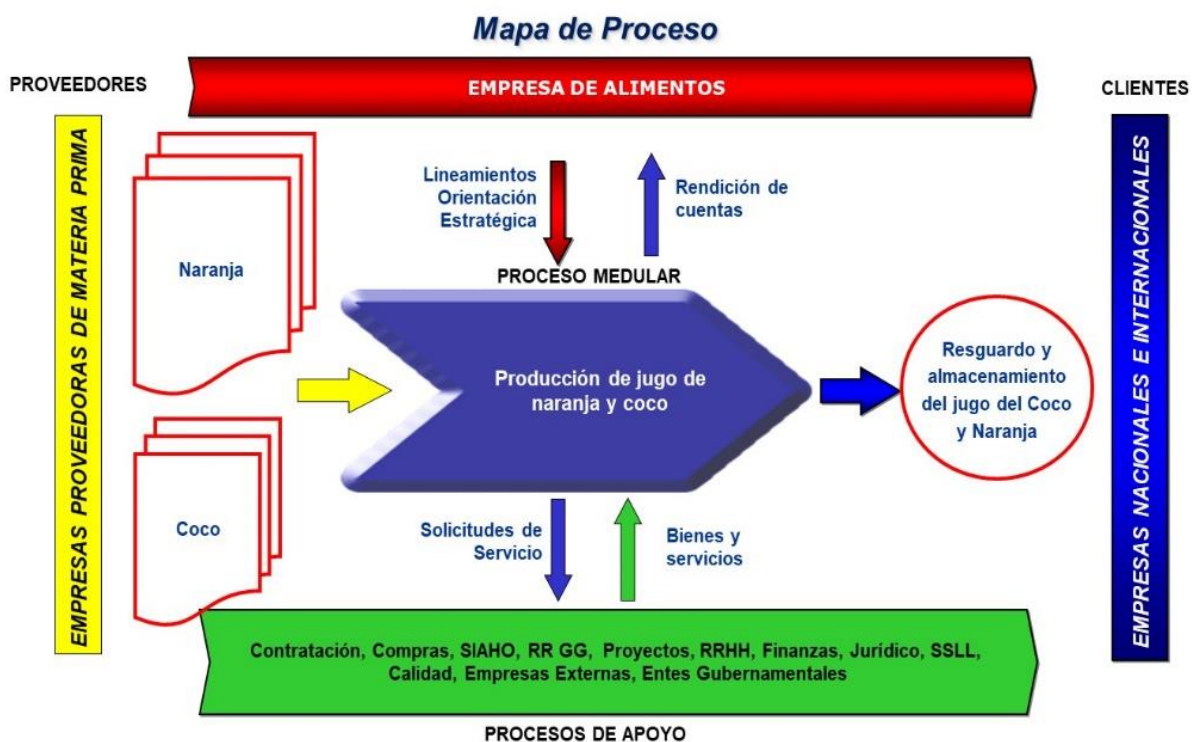 Mapa de Proceso
PROVEEDORES
EMPRESA DE ALIMENTOS
CLIENTES
EMPRESAS PROVEEDORAS DE MATERIA PRIMA
Naranja
Coco
Lineamientos
Orientación
Estratégica
Rendición de
cuentas
PROCESO MEDULAR
Producción de jugo de
naranja y coco
Resguardo y
almacenamiento
del jugo del Coco
y Naranja
EMPRESAS NACIONALES E INTERNACIONALES
Solicitudes de
Servicio
Bienes y
servicios
Contratación, Compras, SIAHO, RR GG, Proyectos, RRHH, Finanzas, Jurídico, SSLL,
Calidad, Empresas Externas, Entes Gubernamentales
PROCESOS DE APOYO